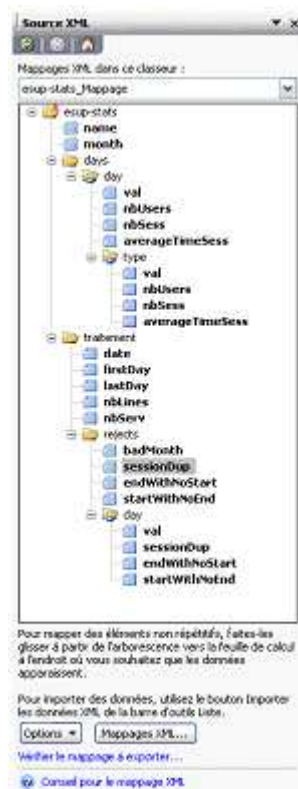 Source XML
Mappages XML dans ce classeur :
esup-stats_Mappage
esup-stats
name
month
days
day
val
nbUsers
nbSess
averageTimeSess
type
val
nbUsers
nbSess
averageTimeSess
traitement
date
firstDay
lastDay
nbLines
nbServ
rejects
badMonth
sessionDup
endWithNoStart
startWithNoEnd
day
val
sessionDup
endWithNoStart
startWithNoEnd
Pour mapper des éléments non répétitifs, faites-les
glisser à partir de l'arborescence vers la feuille de calcul
à l'endroit où vous souhaitez que les données
apparaissent.
Pour importer des données, utilisez le bouton Importer
les données XML de la barre d'outils Liste.
Options
Mappages XML...
Vérifier le mappage à exporter...
Conseil pour le mappage XML